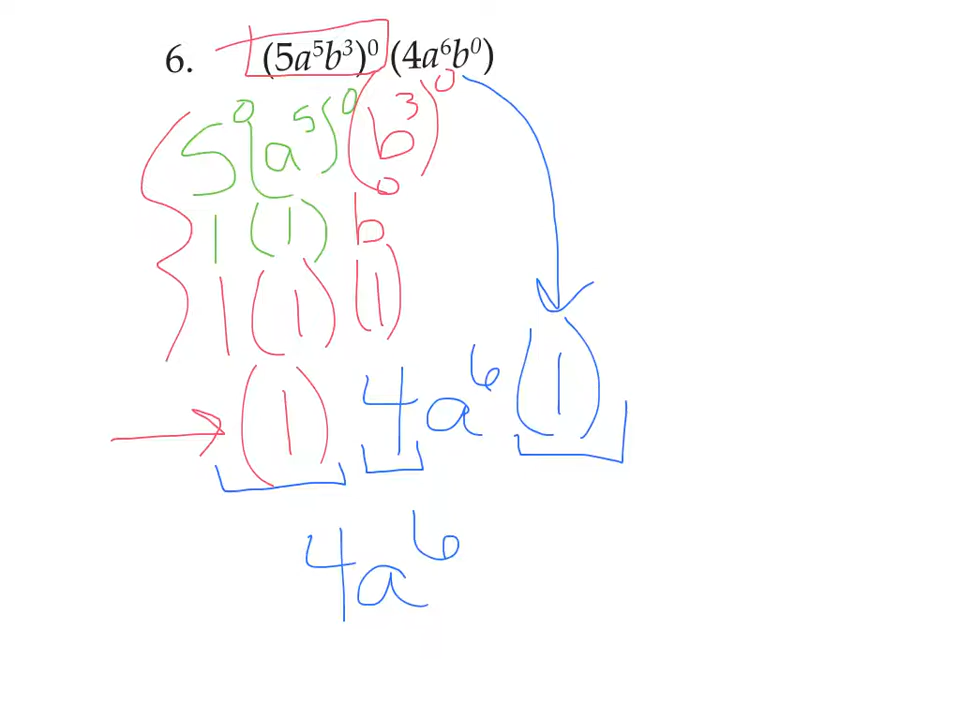 6. (5a⁵b³)⁰ (4a⁶b⁰)
5⁰ (a⁵)⁰ (b³)⁰
1 (1) b⁰
1 (1) (1)
(1) 4a⁶ (1)
4a⁶